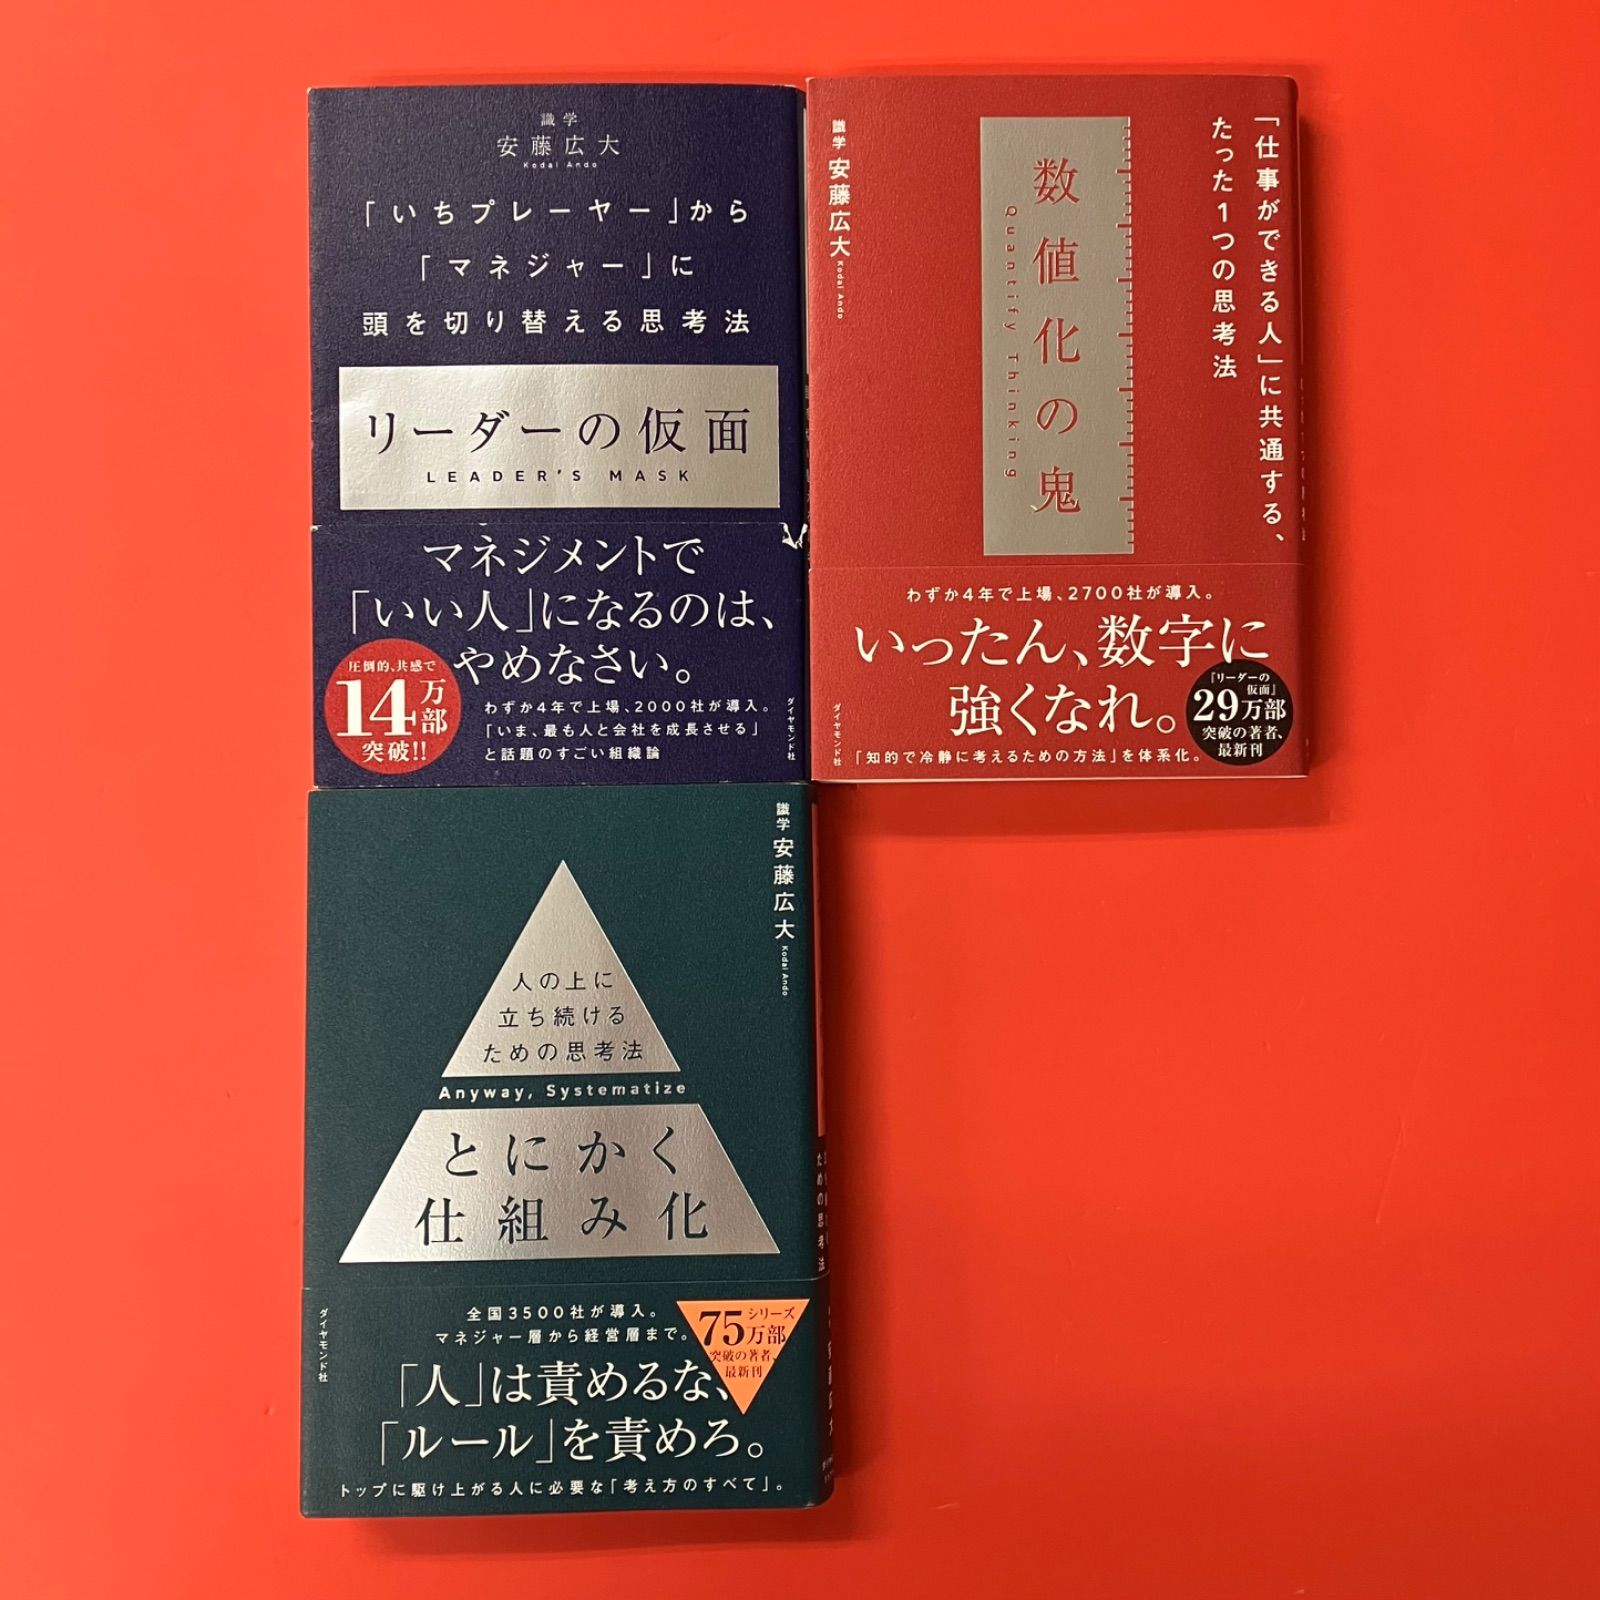 識学
安藤広大
Kodai Ando
「いちプレーヤー」から
「マネジャー」に
頭を切り替える思考法
リーダーの仮面
LEADER'S MASK
マネジメントで
「いい人」になるのは、
やめなさい。
圧倒的、共感で
14万部
突破!!
わずか4年で上場、2000社が導入。
「いま、最も人と会社を成長させる」
と話題のすごい組織論
ダイヤモンド社
「仕事ができる人」に共通する、
たった1つの思考法
数値化の鬼
Quantify Thinking
識学 安藤広大 Kodai Ando
わずか4年で上場、2700社が導入。
いったん、数字に
強くなれ。
『リーダーの
仮面』
29万部
突破の著者、
最新刊
「知的で冷静に考えるための方法」を体系化。
ダイヤモンド社
識学 安藤広大 Kodai Ando
人の上に
立ち続ける
ための思考法
Anyway, Systematize
とにかく
仕組み化
全国3500社が導入。
マネジャー層から経営層まで。
シリーズ
75万部
突破の著者、
最新刊
「人」は責めるな、
「ルール」を責めろ。
トップに駆け上がる人に必要な「考え方のすべて」。
ダイヤモンド社
ための思考法